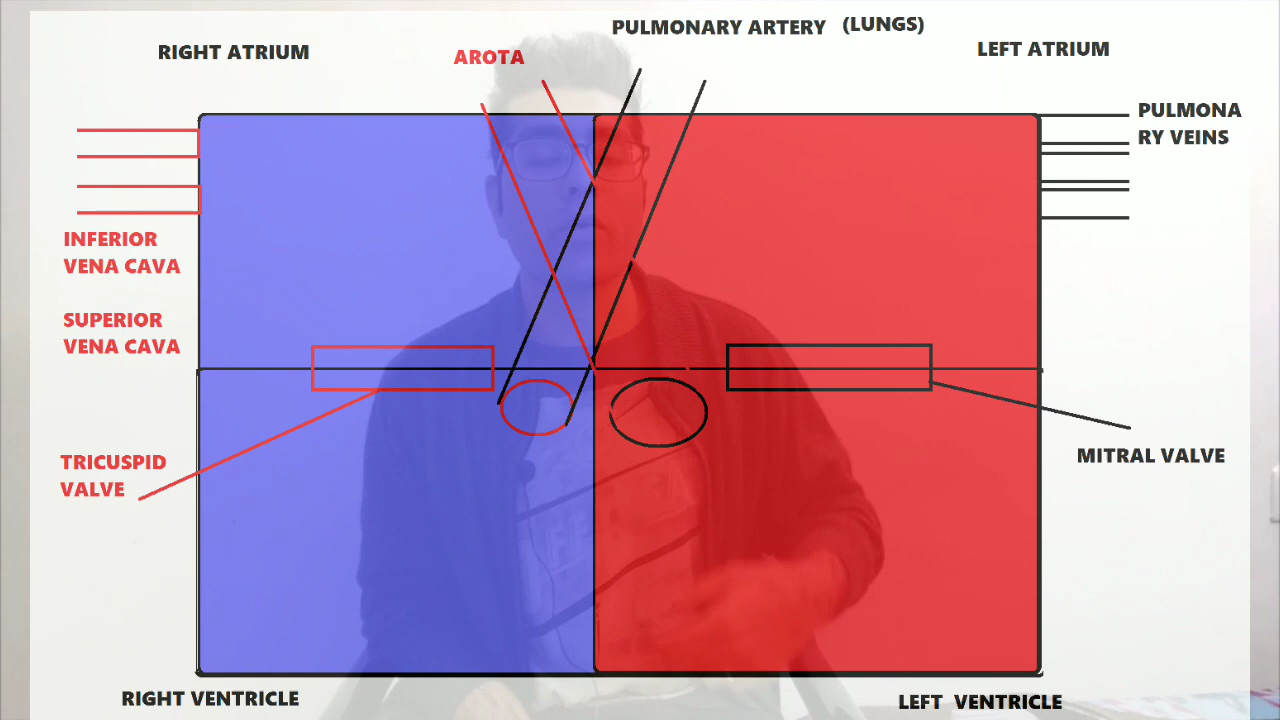 RIGHT ATRIUM
AROTA
PULMONARY ARTERY (LUNGS)
LEFT ATRIUM
PULMONA
RY VEINS
INFERIOR
VENA CAVA
SUPERIOR
VENA CAVA
TRICUSPID
VALVE
MITRAL VALVE
RIGHT VENTRICLE
LEFT VENTRICLE